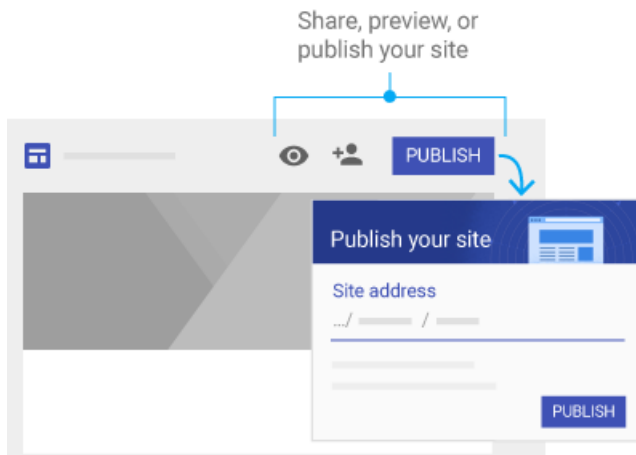 Share, preview, or
publish your site
PUBLISH
Publish your site
Site address
.../ /
PUBLISH